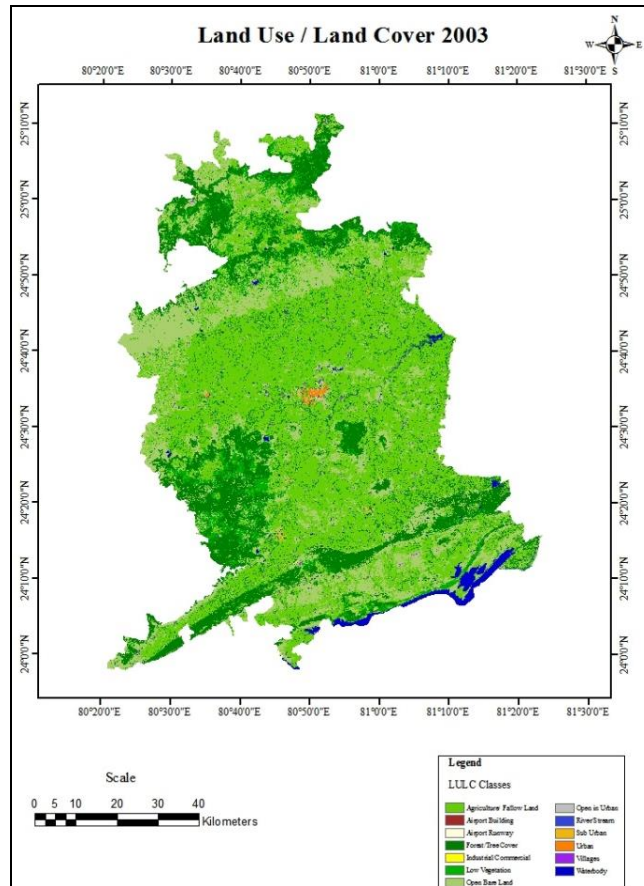 Land Use / Land Cover 2003
N
W E
S
80°20'0"E 80°30'0"E 80°40'0"E 80°50'0"E 81°0'0"E 81°10'0"E 81°20'0"E 81°30'0"E
25°10'0"N 25°10'0"N
25°0'0"N 25°0'0"N
24°50'0"N 24°50'0"N
24°40'0"N 24°40'0"N
24°30'0"N 24°30'0"N
24°20'0"N 24°20'0"N
24°10'0"N 24°10'0"N
24°0'0"N 24°0'0"N
80°20'0"E 80°30'0"E 80°40'0"E 80°50'0"E 81°0'0"E 81°10'0"E 81°20'0"E 81°30'0"E
Scale
0 5 10 20 30 40
Kilometers
Legend
LULC Classes
Agriculture/ Fallow Land
Airport Building
Airport Runway
Forest/Tree Cover
Industrial/Commercial
Low Vegetation
Open Bare Land
Open in Urban
River/Stream
Sub Urban
Urban
Villages
Waterbody